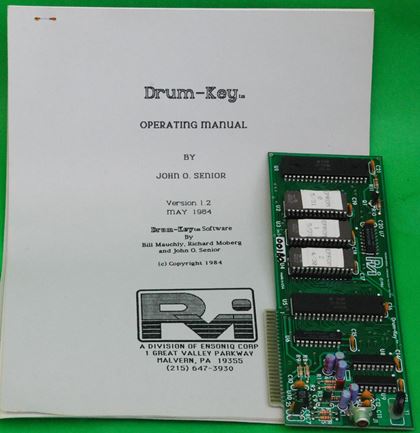 Drum-Key tm
OPERATING MANUAL
BY
JOHN O. SENIOR
Version 1.2
MAY 1984
Drum-Key tm Software
By
Bill Mauchly, Richard Moberg
and John O. Senior
(c) Copyright 1984
PVI
A DIVISION OF ENSONIQ CORP
1 GREAT VALLEY PARKWAY
MALVERN, PA 19355
(215) 647-3930